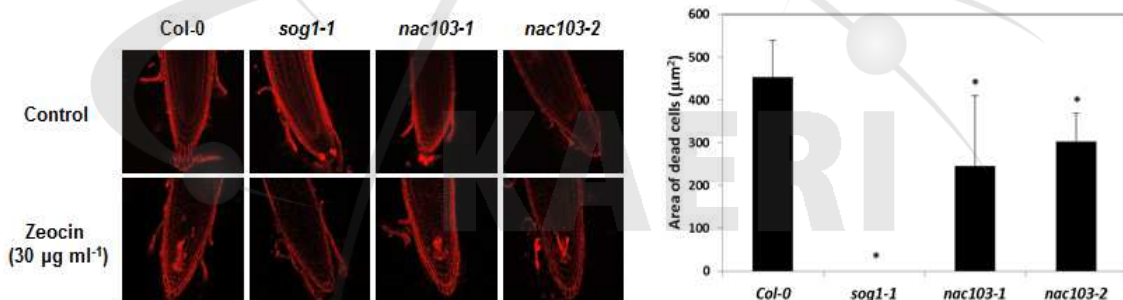 Col-0 sog1-1 nac103-1 nac103-2
Control
Zeocin
(30 µg ml-1)
KAERI
Area of dead cells (µm²)
600
500
400
300
200
100
0
*
*
*
Col-0 sog1-1 nac103-1 nac103-2